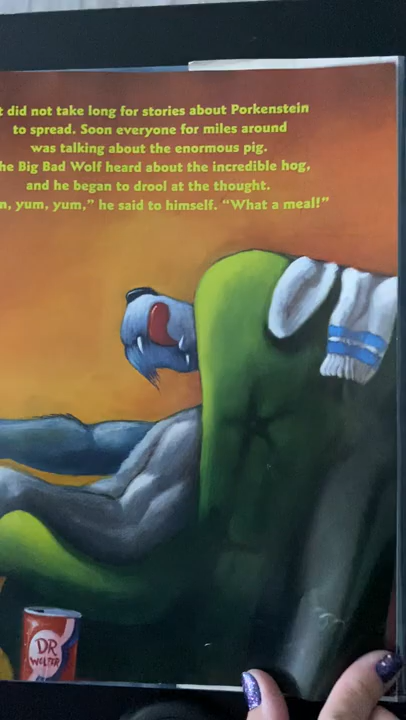 t did not take long for stories about Porkenstein
to spread. Soon everyone for miles around
was talking about the enormous pig.
he Big Bad Wolf heard about the incredible hog,
and he began to drool at the thought.
m, yum, yum,” he said to himself. “What a meal!”
DR
WOLTER